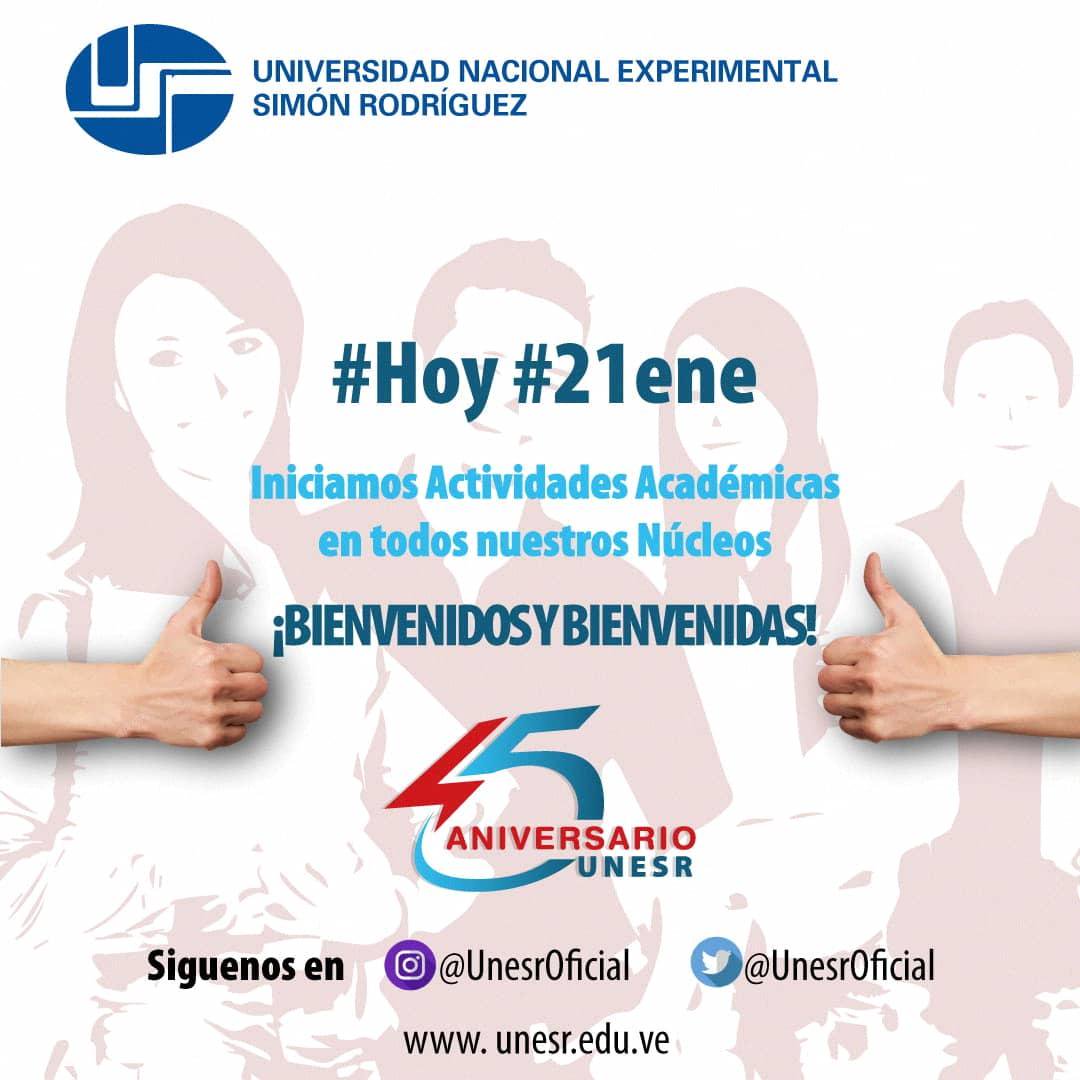 UNIVERSIDAD NACIONAL EXPERIMENTAL
SIMÓN RODRÍGUEZ
#Hoy #21ene
Iniciamos Actividades Académicas
en todos nuestros Núcleos
¡BIENVENIDOS Y BIENVENIDAS!
45
ANIVERSARIO
UNESR
Siguenos en @UnesrOficial @UnesrOficial
www. unesr.edu.ve